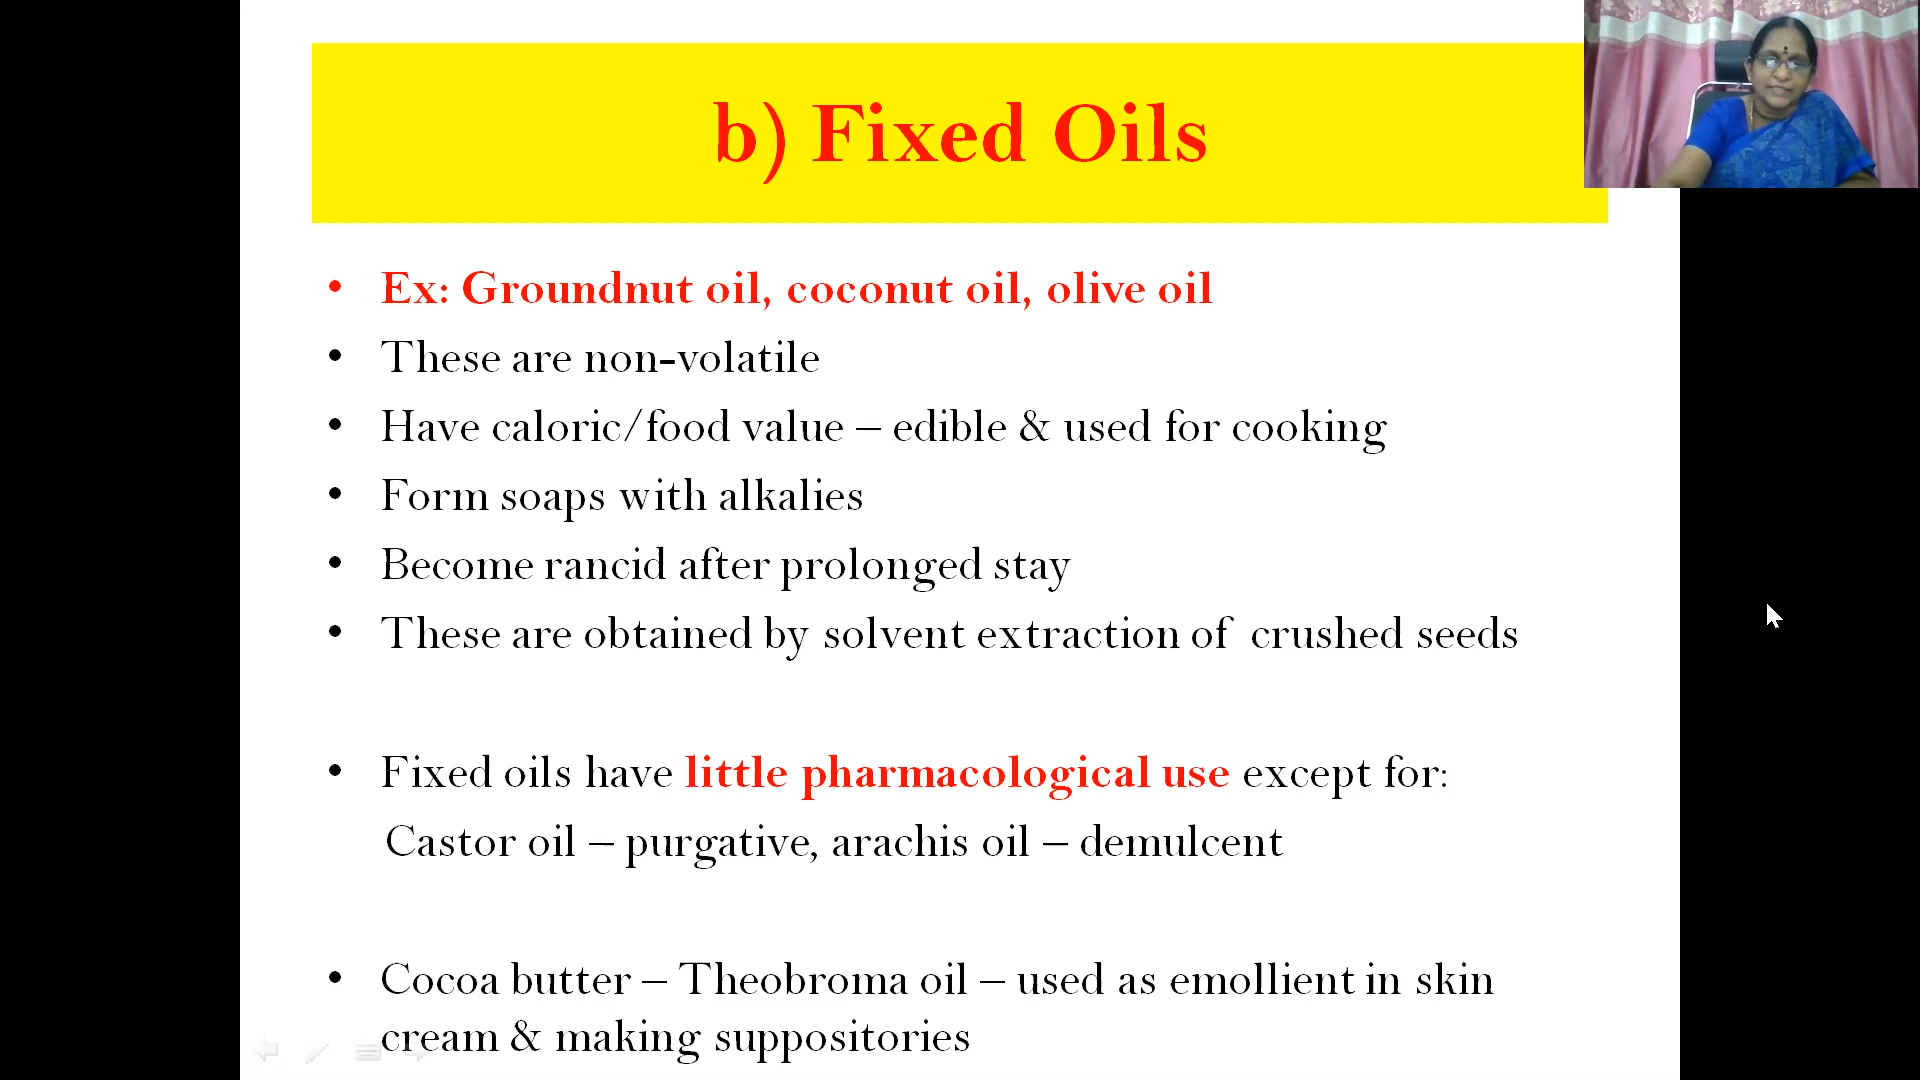 b) Fixed Oils
• Ex: Groundnut oil, coconut oil, olive oil
• These are non-volatile
• Have caloric/food value – edible & used for cooking
• Form soaps with alkalies
• Become rancid after prolonged stay
• These are obtained by solvent extraction of crushed seeds
• Fixed oils have little pharmacological use except for:
Castor oil – purgative, arachis oil – demulcent
• Cocoa butter – Theobroma oil – used as emollient in skin
cream & making suppositories